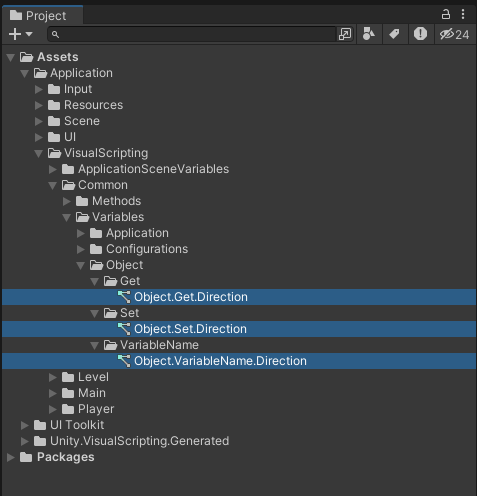 Project
24
Assets
Application
Input
Resources
Scene
UI
VisualScripting
ApplicationSceneVariables
Common
Methods
Variables
Application
Configurations
Object
Get
Object.Get.Direction
Set
Object.Set.Direction
VariableName
Object.VariableName.Direction
Level
Main
Player
UI Toolkit
Unity.VisualScripting.Generated
Packages